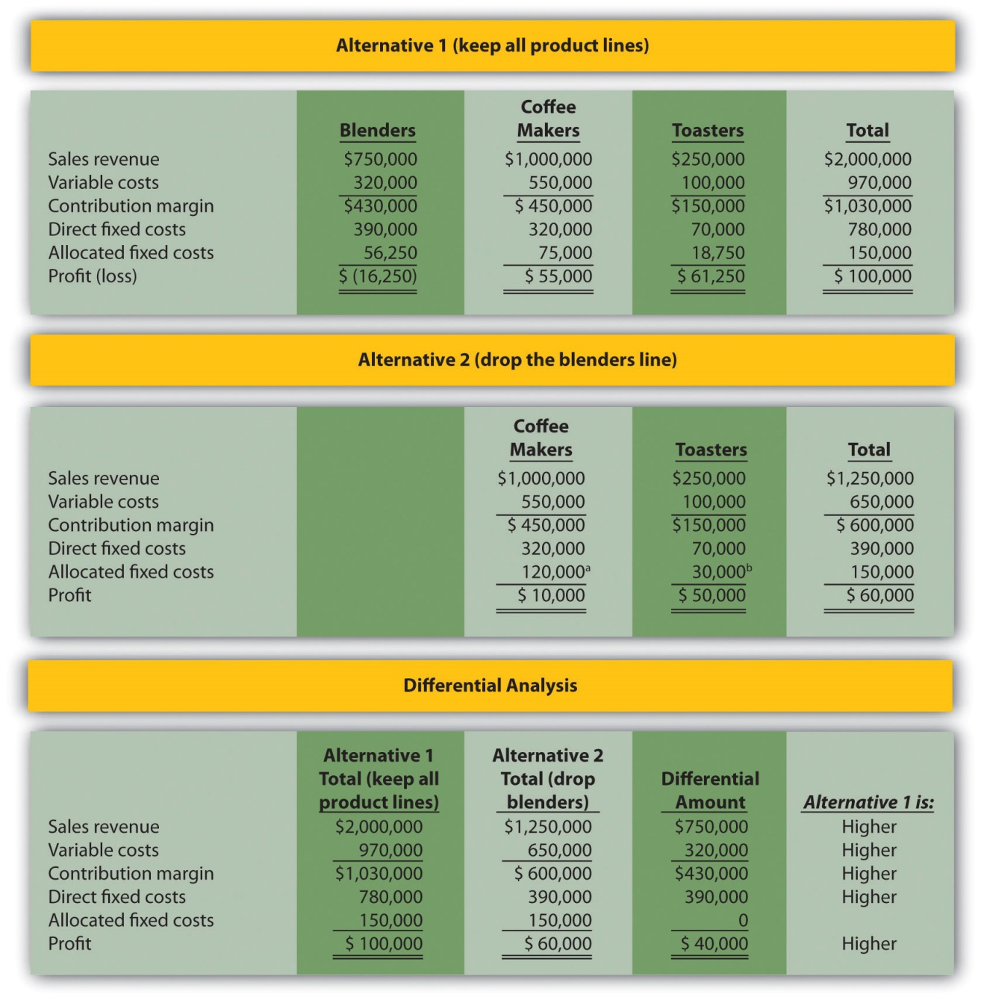 Alternative 1 (keep all product lines)
Coffee
Blenders Makers Toasters Total
Sales revenue $750,000 $1,000,000 $250,000 $2,000,000
Variable costs 320,000 550,000 100,000 970,000
Contribution margin $430,000 $ 450,000 $150,000 $1,030,000
Direct fixed costs 390,000 320,000 70,000 780,000
Allocated fixed costs 56,250 75,000 18,750 150,000
Profit (loss) $ (16,250) $ 55,000 $ 61,250 $ 100,000
Alternative 2 (drop the blenders line)
Coffee
Makers Toasters Total
Sales revenue $1,000,000 $250,000 $1,250,000
Variable costs 550,000 100,000 650,000
Contribution margin $ 450,000 $150,000 $ 600,000
Direct fixed costs 320,000 70,000 390,000
Allocated fixed costs 120,000ᵃ 30,000ᵇ 150,000
Profit $ 10,000 $ 50,000 $ 60,000
Differential Analysis
Alternative 1 Alternative 2
Total (keep all Total (drop Differential
product lines) blenders) Amount Alternative 1 is:
Sales revenue $2,000,000 $1,250,000 $750,000 Higher
Variable costs 970,000 650,000 320,000 Higher
Contribution margin $1,030,000 $ 600,000 $430,000 Higher
Direct fixed costs 780,000 390,000 390,000 Higher
Allocated fixed costs 150,000 150,000 0
Profit $ 100,000 $ 60,000 $ 40,000 Higher